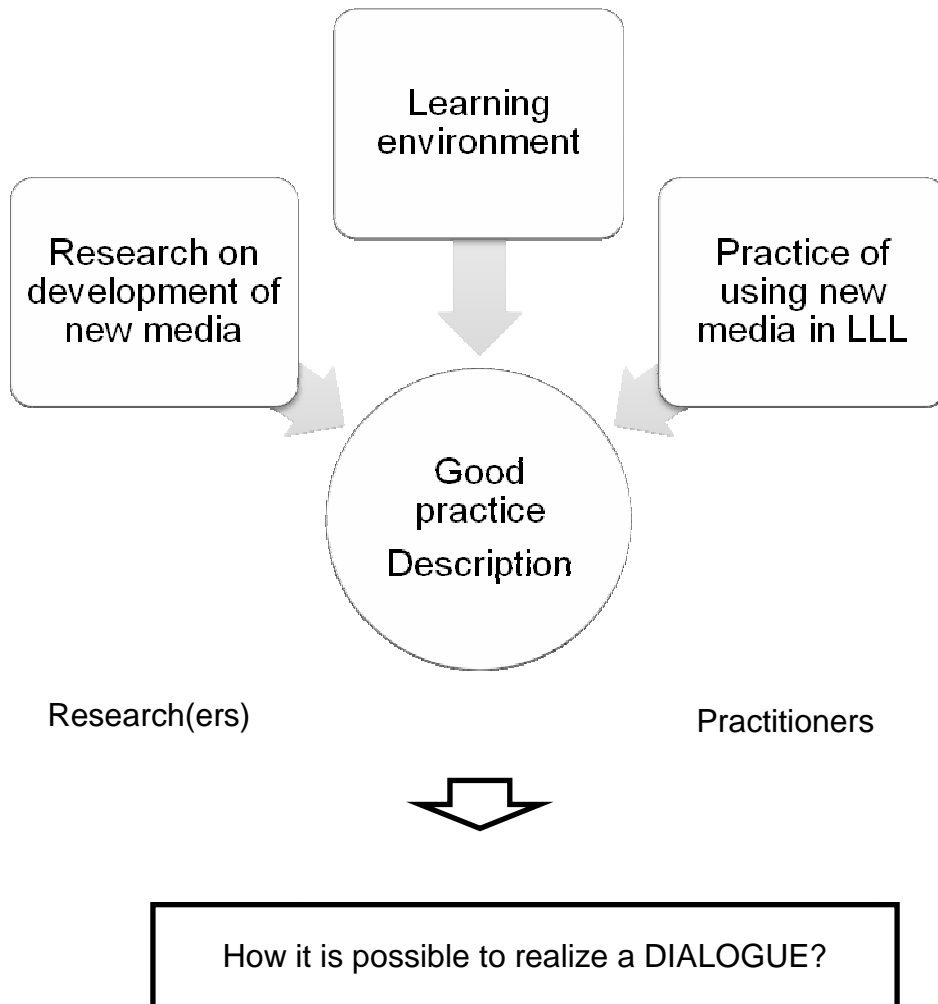 Learning
environment
Research on
development of
new media
Practice of
using new
media in LLL
Good
practice
Description
Research(ers)
Practitioners
How it is possible to realize a DIALOGUE?